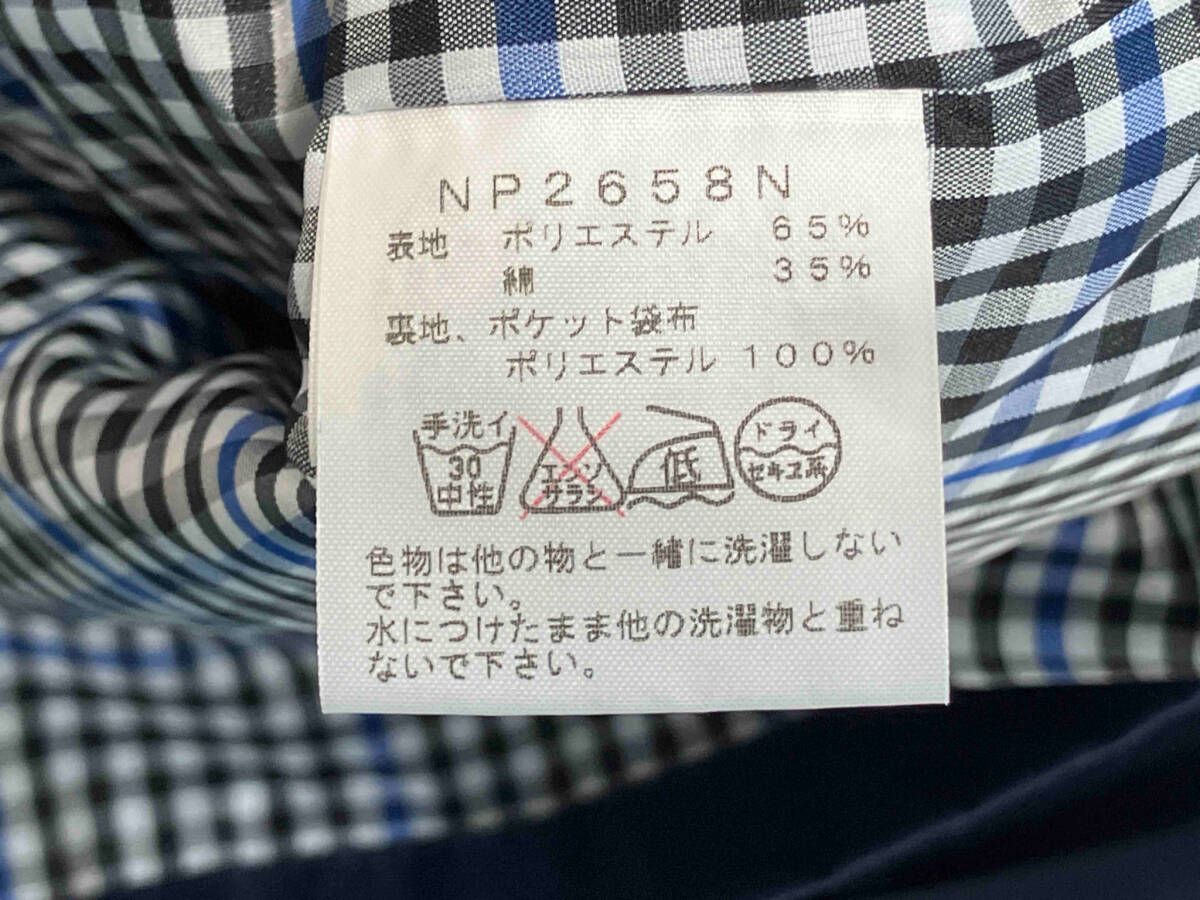 NP2658N
表地 ポリエステル 65%
綿 35%
裏地、ポケット袋布
ポリエステル 100%
手洗イ
30
中性
エンソ
サラシ
低
ドライ
セキユ系
色物は他の物と一緒に洗濯しない
で下さい。
水につけたまま他の洗濯物と重ね
ないで下さい。